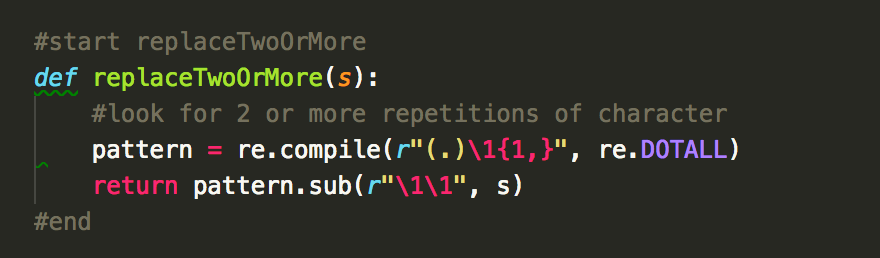 #start replaceTwoOrMore
def replaceTwoOrMore(s):
    #look for 2 or more repetitions of character
    pattern = re.compile(r"(.)\1{1,}", re.DOTALL)
    return pattern.sub(r"\1\1", s)
#end